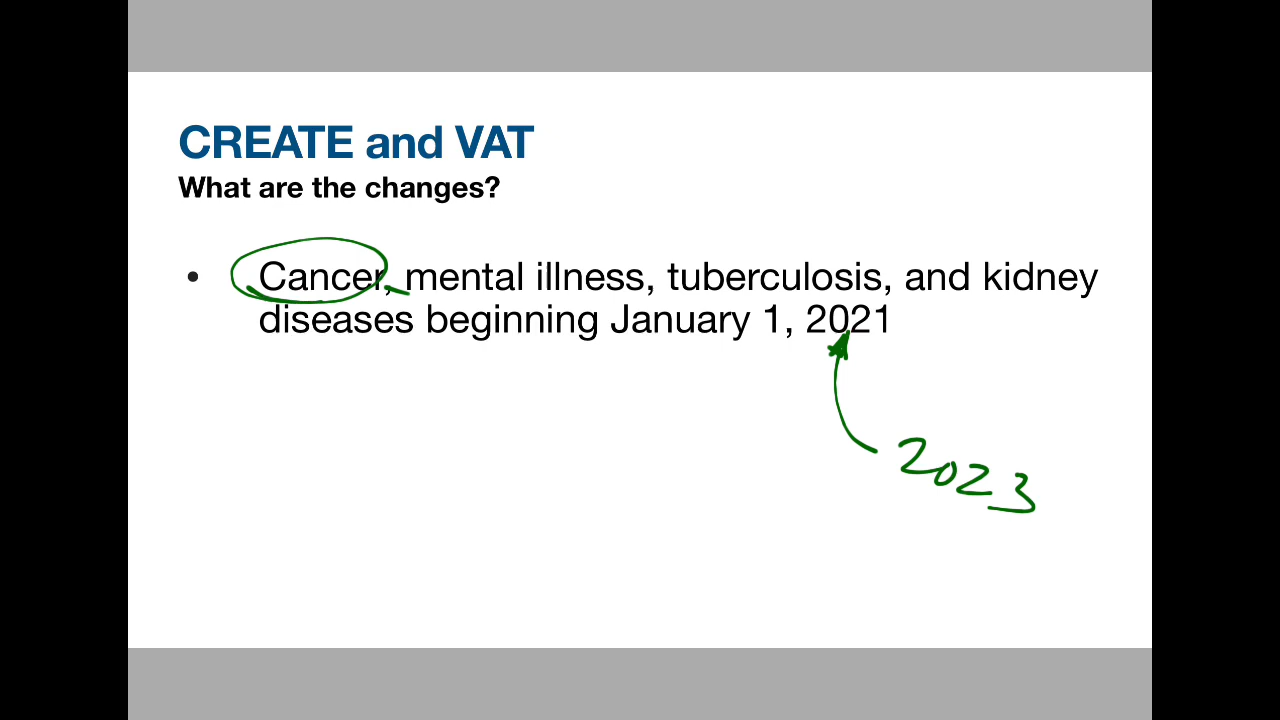 CREATE and VAT
What are the changes?
• Cancer, mental illness, tuberculosis, and kidney
diseases beginning January 1, 2021
2023